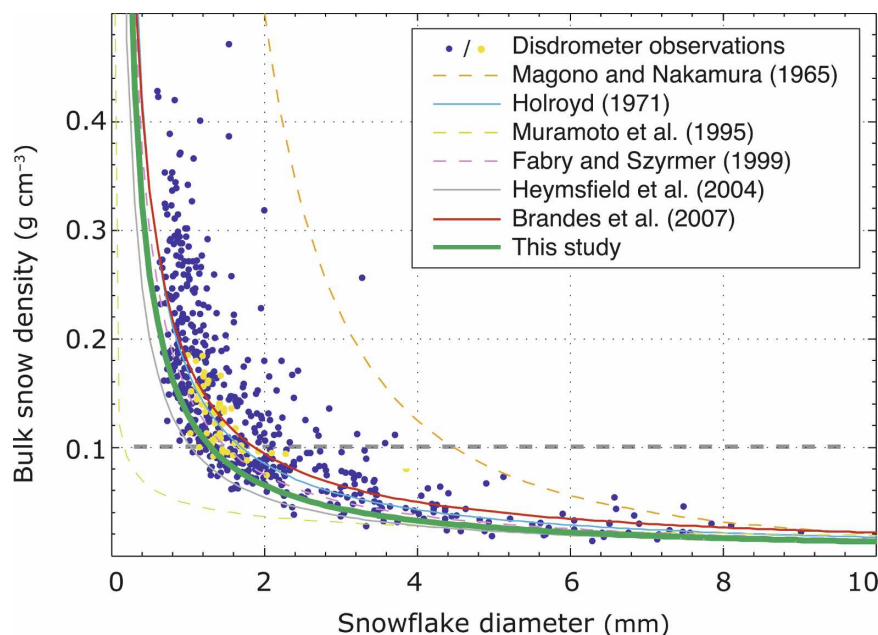 /
Disdrometer observations
Magono and Nakamura (1965)
Holroyd (1971)
Muramoto et al. (1995)
Fabry and Szyrmer (1999)
Heymsfield et al. (2004)
Brandes et al. (2007)
This study
Bulk snow density (g cm⁻³)
0.4
0.3
0.2
0.1
0 2 4 6 8 10
Snowflake diameter (mm)